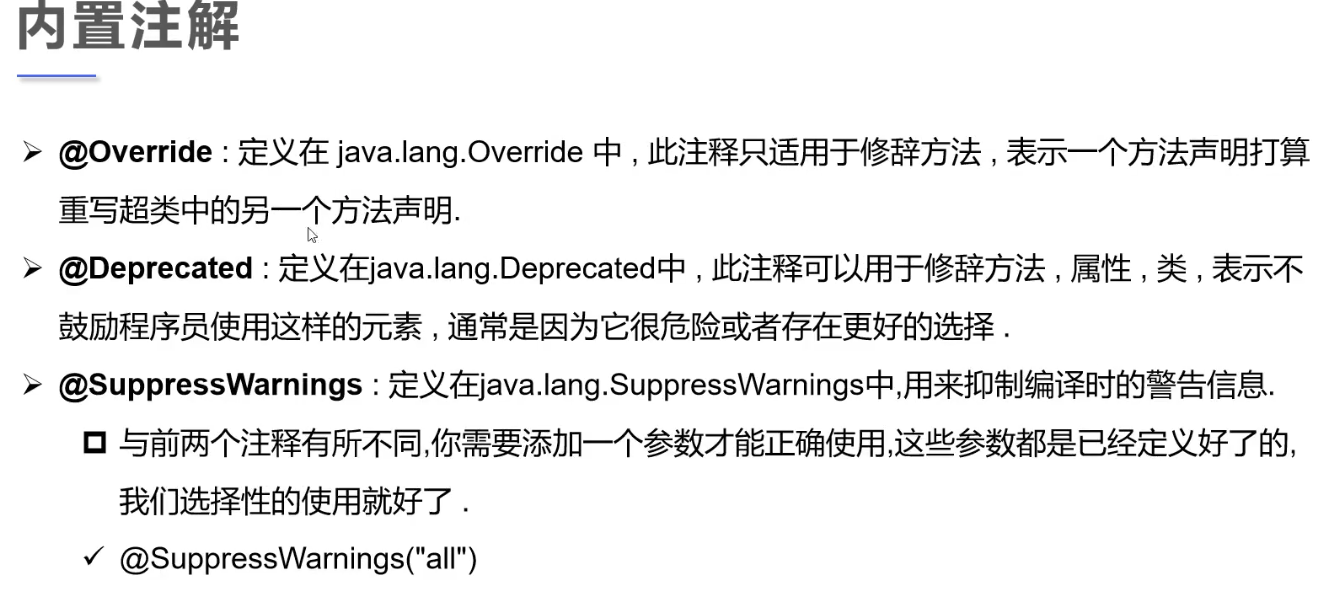 内置注解
@Override : 定义在 java.lang.Override 中 , 此注释只适用于修辞方法 , 表示一个方法声明打算
重写超类中的另一个方法声明.
@Deprecated : 定义在java.lang.Deprecated中 , 此注释可以用于修辞方法 , 属性 , 类 , 表示不
鼓励程序员使用这样的元素 , 通常是因为它很危险或者存在更好的选择 .
@SuppressWarnings : 定义在java.lang.SuppressWarnings中,用来抑制编译时的警告信息.
与前两个注释有所不同,你需要添加一个参数才能正确使用,这些参数都是已经定义好了的,
我们选择性的使用就好了 .
@SuppressWarnings("all")